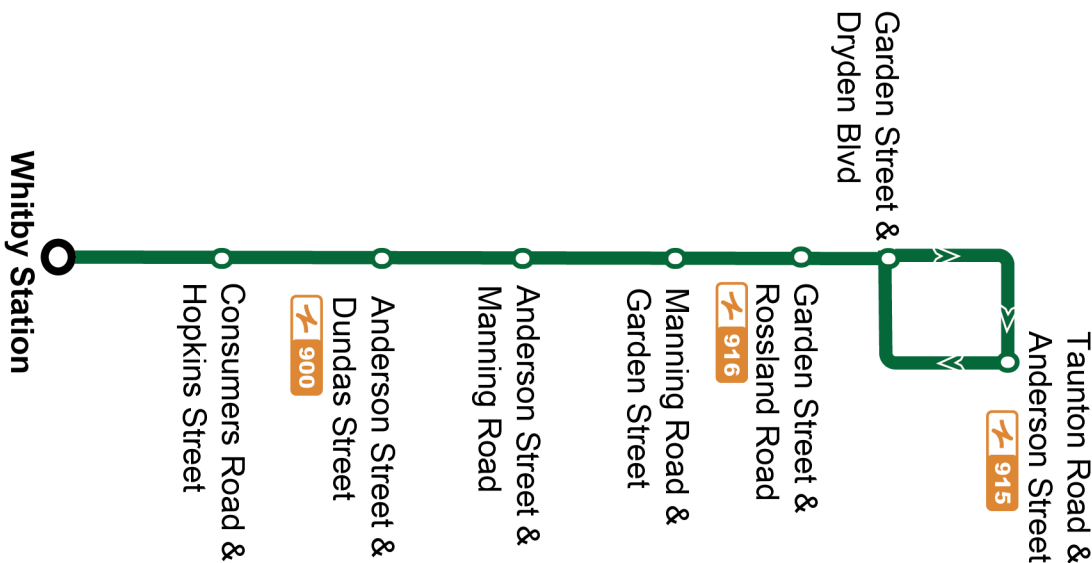 Garden Street &
Dryden Blvd
Taunton Road &
Anderson Street
915
Garden Street &
Rossland Road
916
Manning Road &
Garden Street
Anderson Street &
Manning Road
Anderson Street &
Dundas Street
900
Consumers Road &
Hopkins Street
Whitby Station